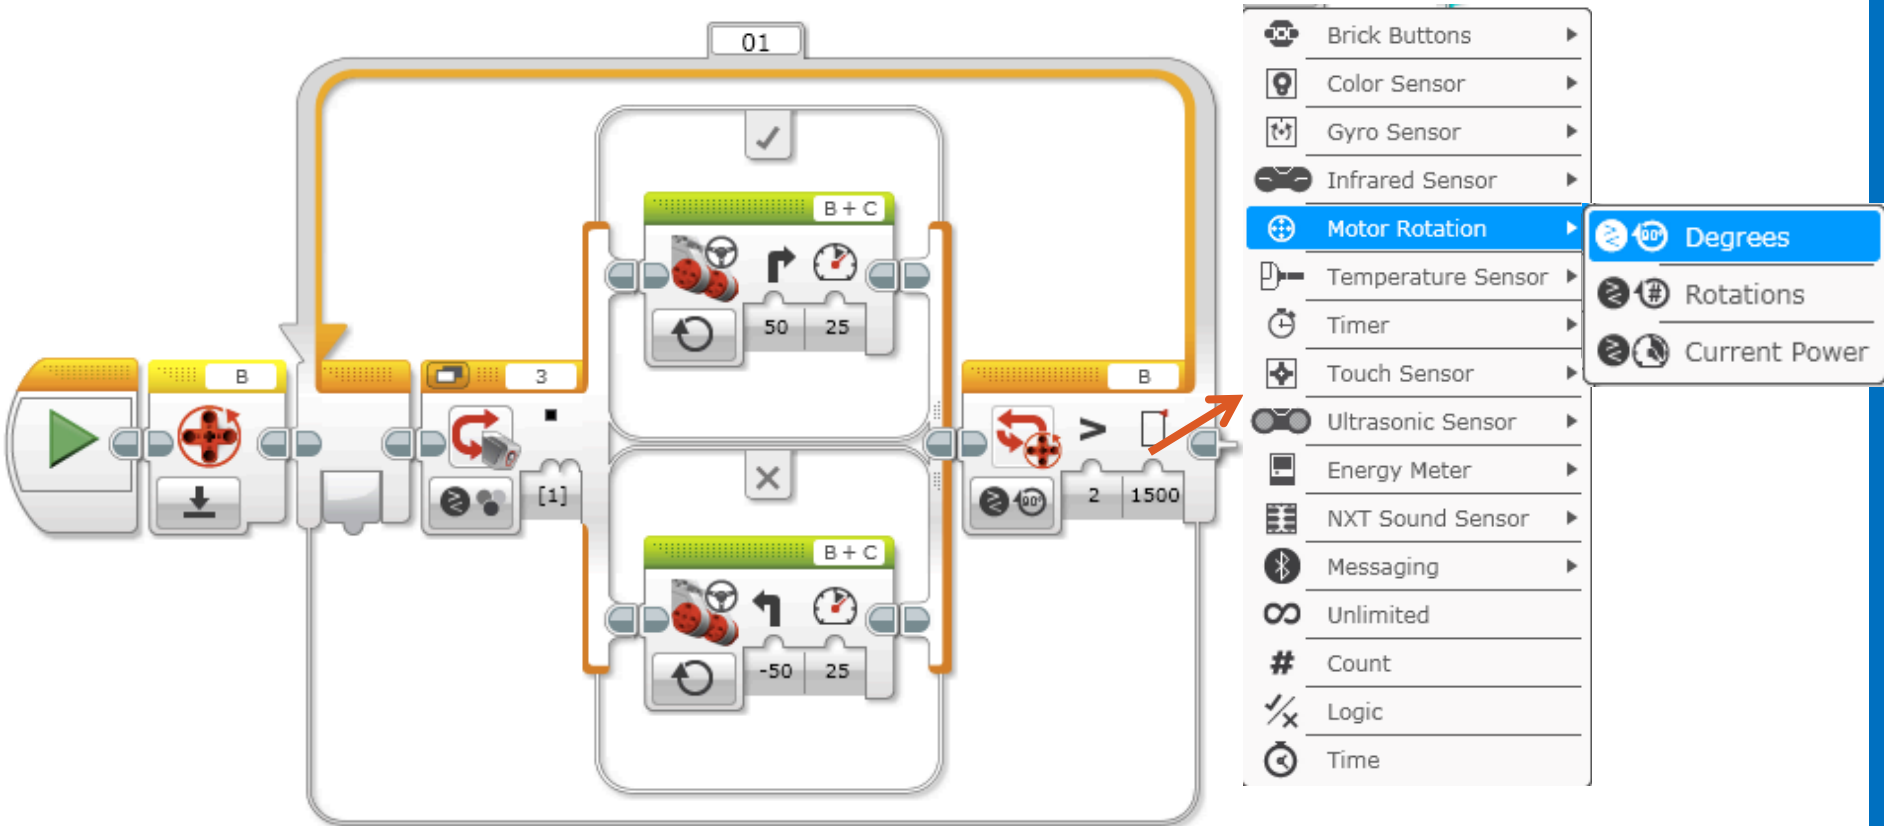 01
B
3
[1]
B + C
50 25
B + C
-50 25
B
90°
2 1500
Brick Buttons
Color Sensor
Gyro Sensor
Infrared Sensor
Motor Rotation
Temperature Sensor
Timer
Touch Sensor
Ultrasonic Sensor
Energy Meter
NXT Sound Sensor
Messaging
Unlimited
# Count
Logic
Time
90° Degrees
# Rotations
Current Power